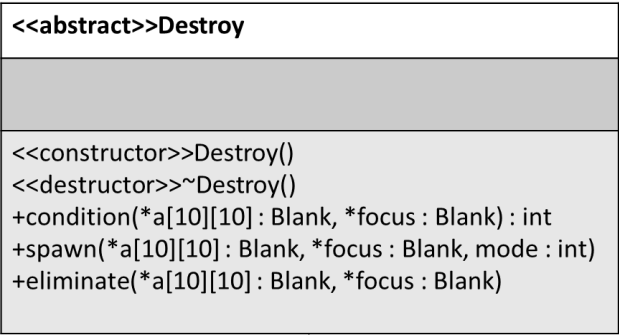 <<abstract>>Destroy
<<constructor>>Destroy()
<<destructor>>~Destroy()
+condition(*a[10][10] : Blank, *focus : Blank) : int
+spawn(*a[10][10] : Blank, *focus : Blank, mode : int)
+eliminate(*a[10][10] : Blank, *focus : Blank)